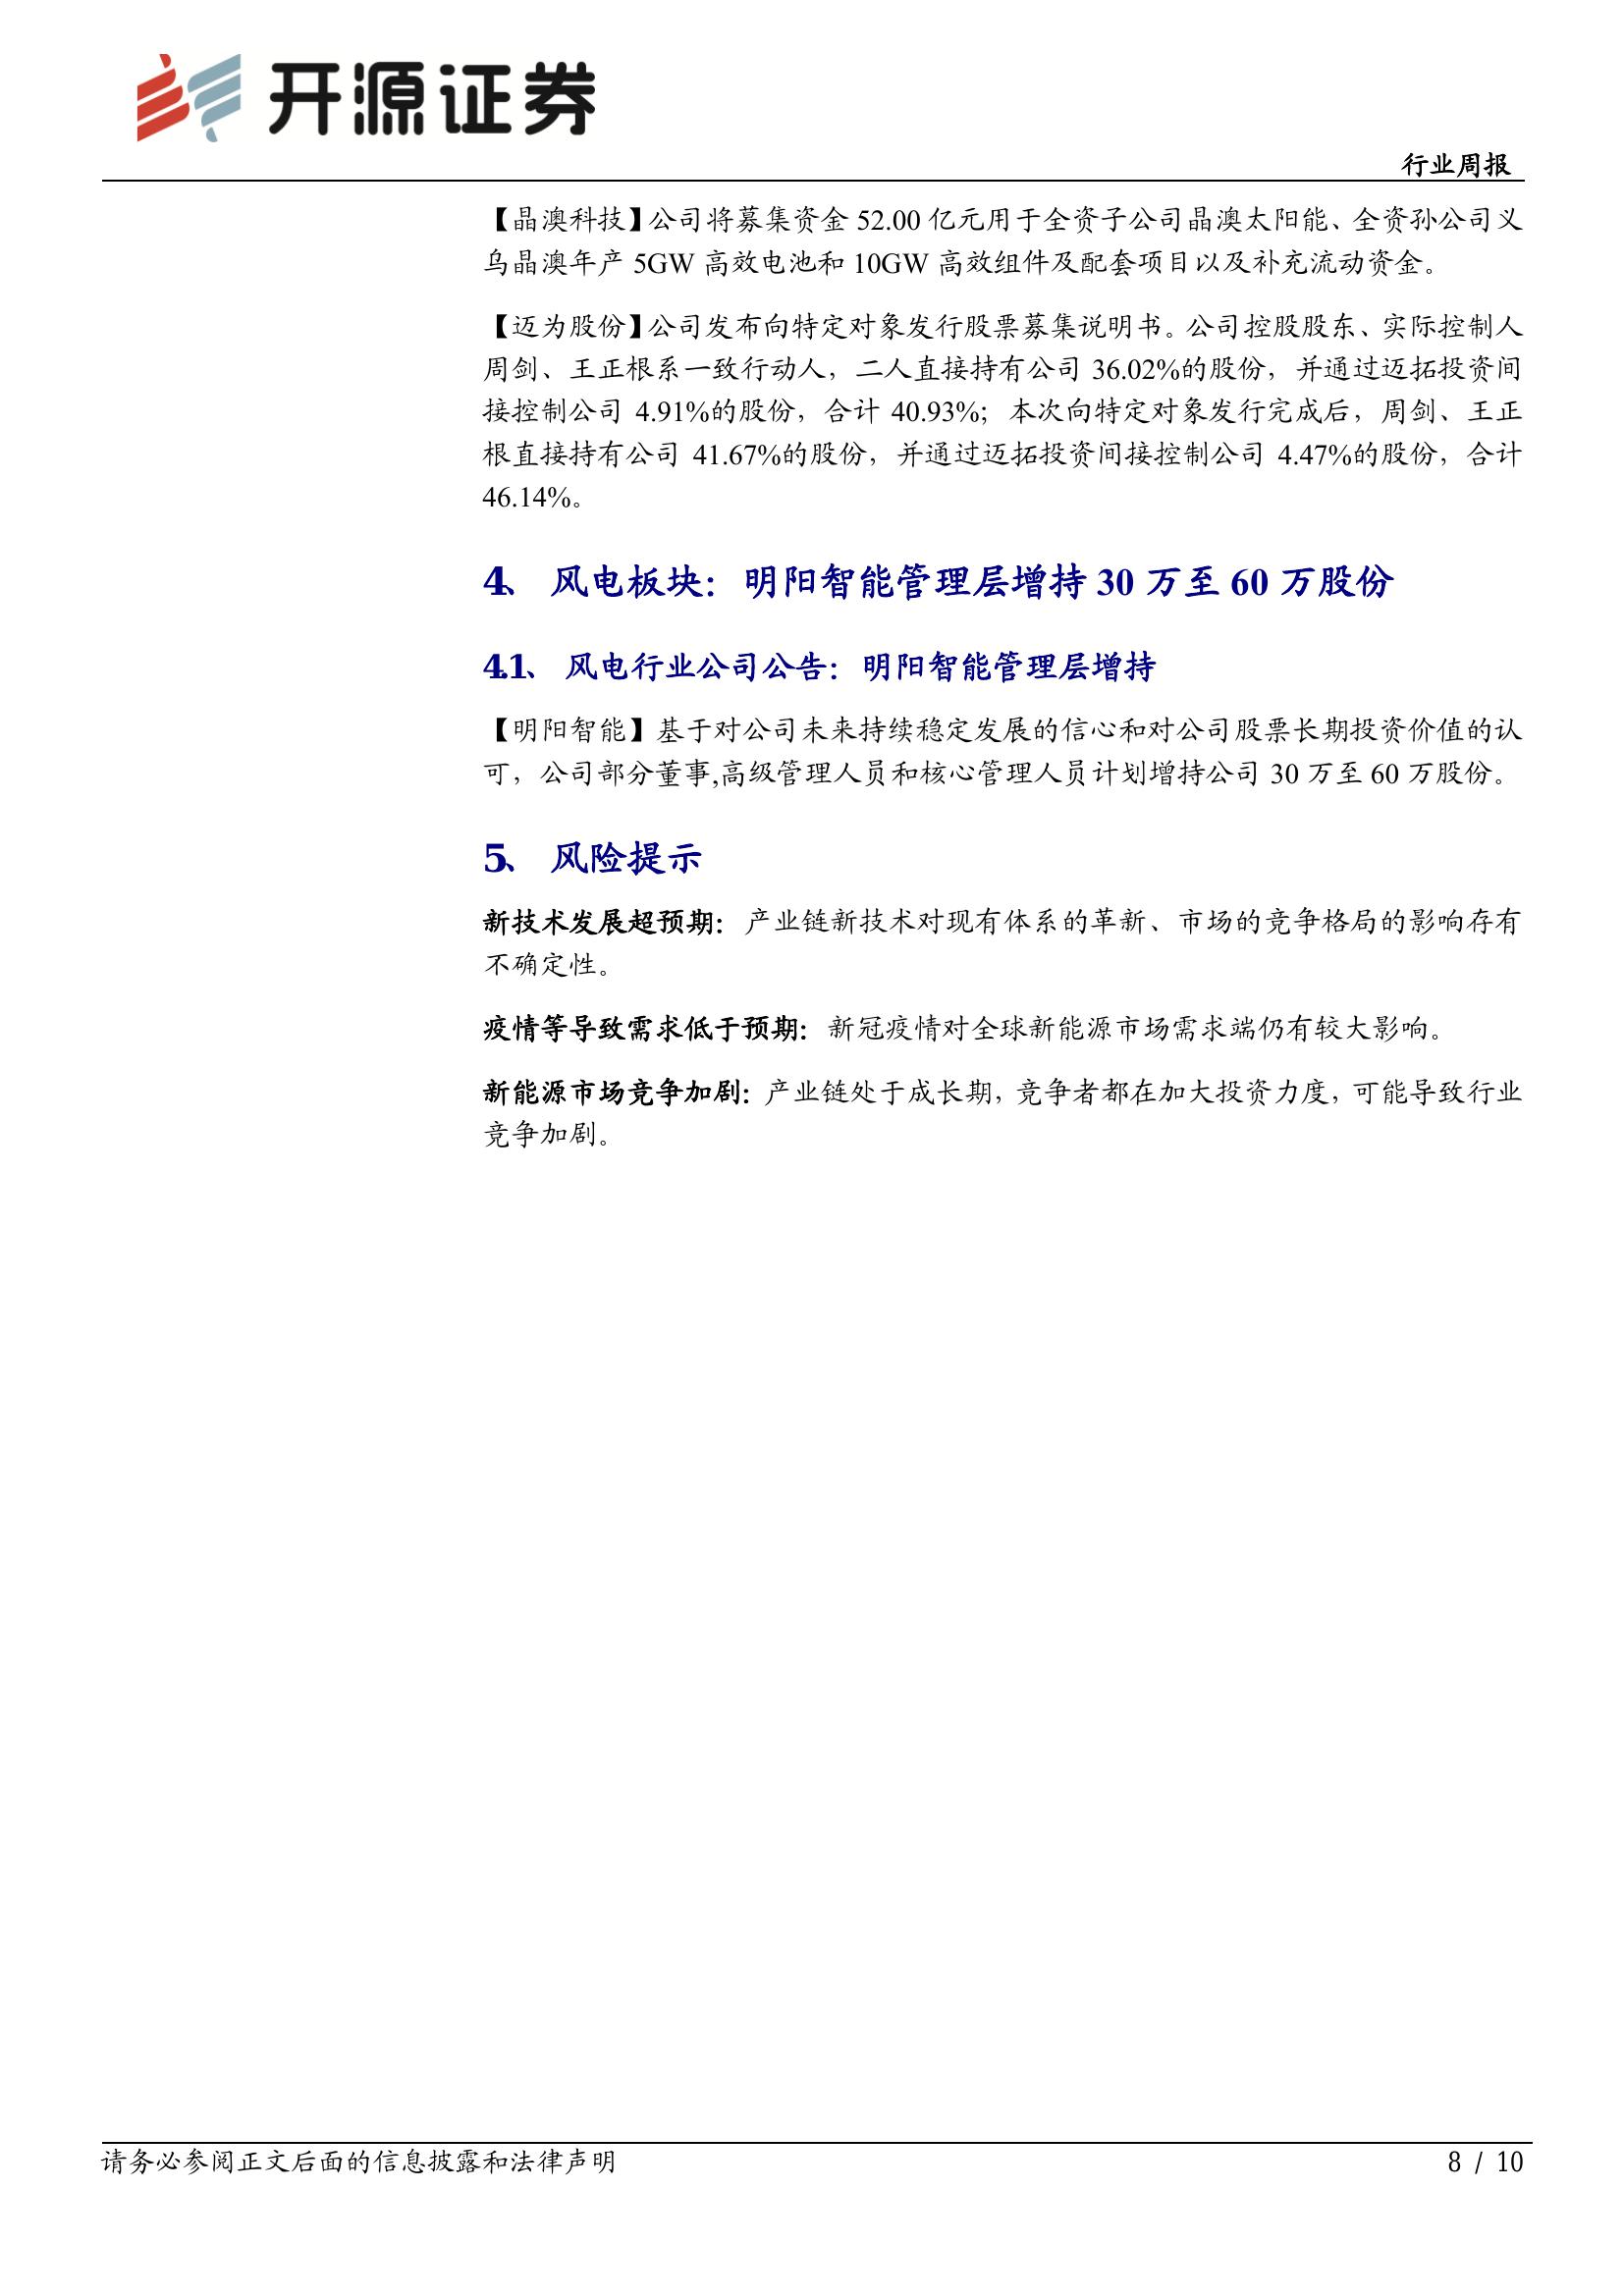 开源证券
行业周报
【晶澳科技】公司将募集资金 52.00 亿元用于全资子公司晶澳太阳能、全资孙公司义
乌晶澳年产 5GW 高效电池和 10GW 高效组件及配套项目以及补充流动资金。
【迈为股份】公司发布向特定对象发行股票募集说明书。公司控股股东、实际控制人
周剑、王正根系一致行动人，二人直接持有公司 36.02%的股份，并通过迈拓投资间
接控制公司 4.91%的股份，合计 40.93%；本次向特定对象发行完成后，周剑、王正
根直接持有公司 41.67%的股份，并通过迈拓投资间接控制公司 4.47%的股份，合计
46.14%。
4、 风电板块：明阳智能管理层增持 30 万至 60 万股份
4.1、 风电行业公司公告：明阳智能管理层增持
【明阳智能】基于对公司未来持续稳定发展的信心和对公司股票长期投资价值的认
可，公司部分董事,高级管理人员和核心管理人员计划增持公司 30 万至 60 万股份。
5、 风险提示
新技术发展超预期：产业链新技术对现有体系的革新、市场的竞争格局的影响存有
不确定性。
疫情等导致需求低于预期：新冠疫情对全球新能源市场需求端仍有较大影响。
新能源市场竞争加剧：产业链处于成长期，竞争者都在加大投资力度，可能导致行业
竞争加剧。
请务必参阅正文后面的信息披露和法律声明
8 / 10